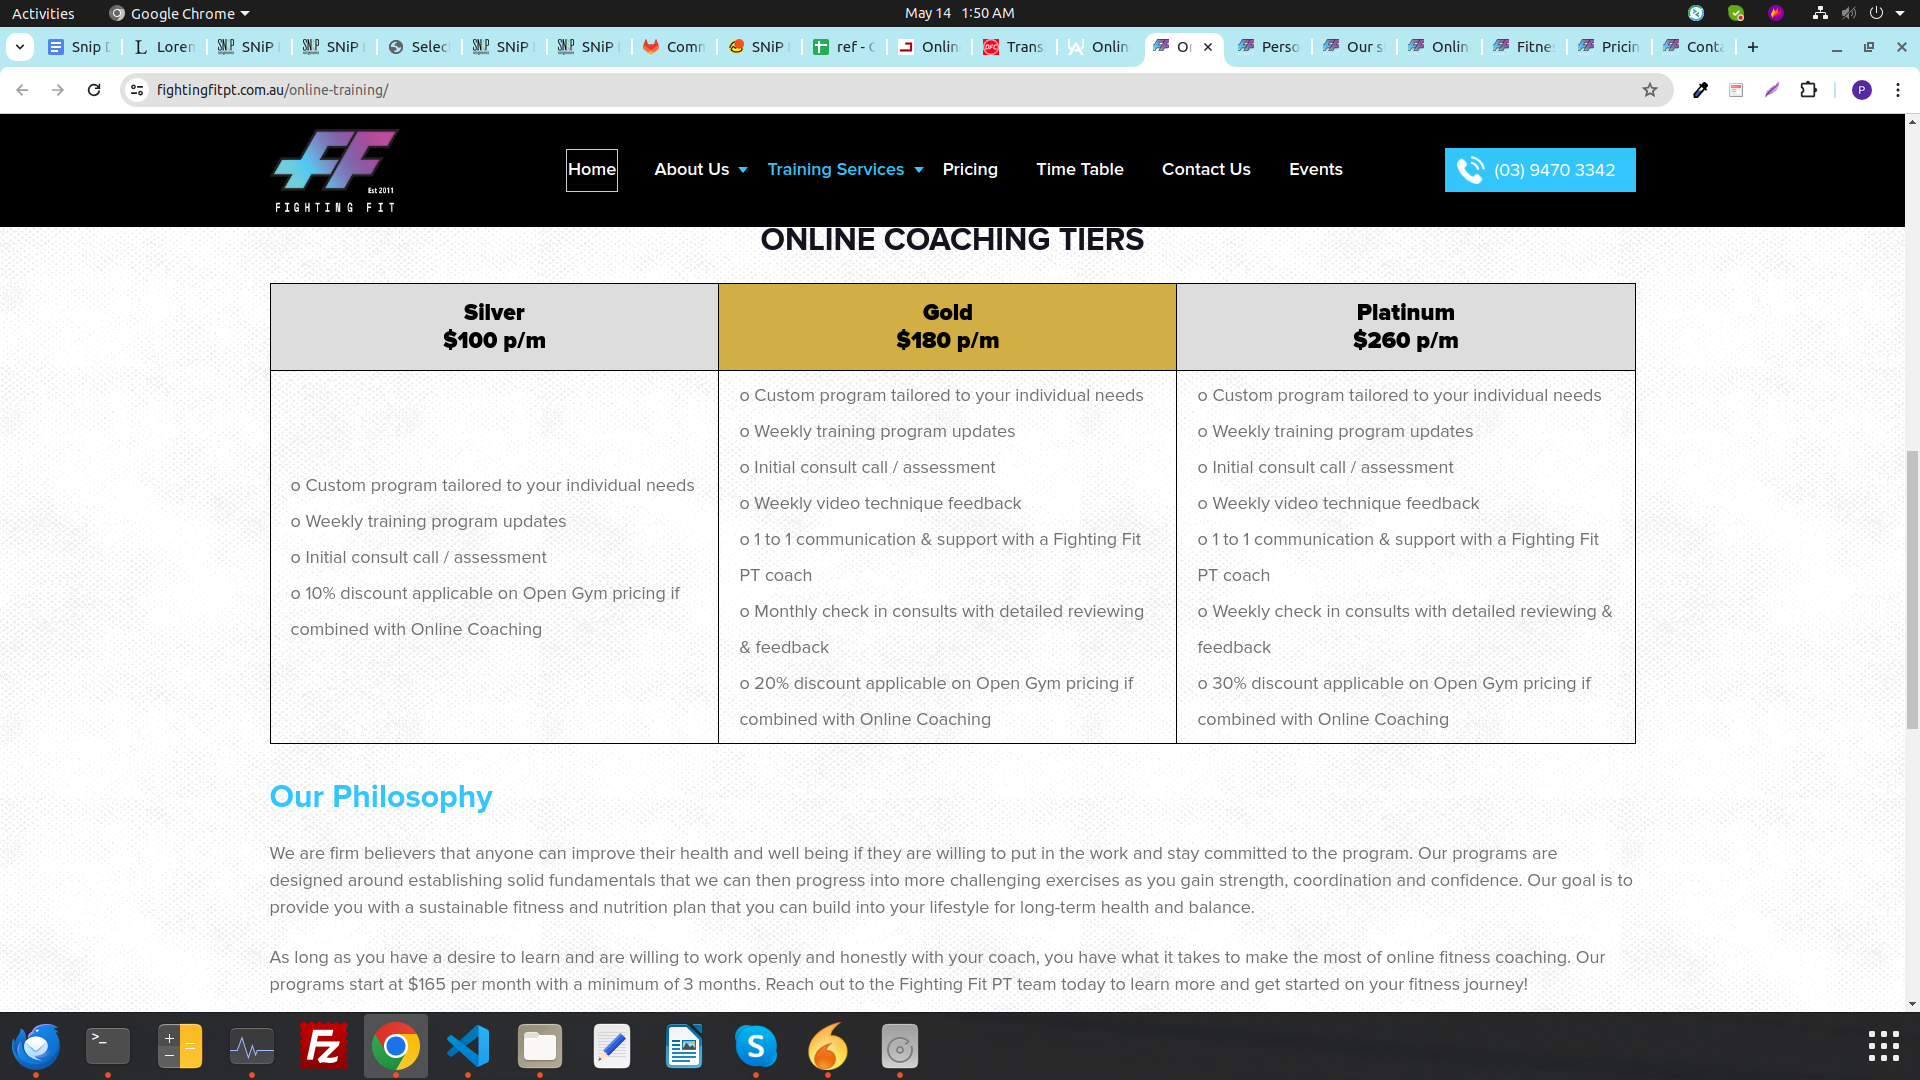 Activities
Google Chrome
May 14 1:50 AM
Snip D
Loren
SNiP
SNiP
Selec
SNiP
SNiP
Comm
SNiP
ref - C
Onlin
Trans
Onlin
Or
Perso
Our s
Onlin
Fitne
Pricin
Conta
fightingfitpt.com.au/online-training/
P
Est 2011
FIGHTING FIT
Home
About Us
Training Services
Pricing
Time Table
Contact Us
Events
(03) 9470 3342
ONLINE COACHING TIERS
Silver
$100 p/m
o Custom program tailored to your individual needs
o Weekly training program updates
o Initial consult call / assessment
o 10% discount applicable on Open Gym pricing if
combined with Online Coaching
Gold
$180 p/m
o Custom program tailored to your individual needs
o Weekly training program updates
o Initial consult call / assessment
o Weekly video technique feedback
o 1 to 1 communication & support with a Fighting Fit
PT coach
o Monthly check in consults with detailed reviewing
& feedback
o 20% discount applicable on Open Gym pricing if
combined with Online Coaching
Platinum
$260 p/m
o Custom program tailored to your individual needs
o Weekly training program updates
o Initial consult call / assessment
o Weekly video technique feedback
o 1 to 1 communication & support with a Fighting Fit
PT coach
o Weekly check in consults with detailed reviewing &
feedback
o 30% discount applicable on Open Gym pricing if
combined with Online Coaching
Our Philosophy
We are firm believers that anyone can improve their health and well being if they are willing to put in the work and stay committed to the program. Our programs are
designed around establishing solid fundamentals that we can then progress into more challenging exercises as you gain strength, coordination and confidence. Our goal is to
provide you with a sustainable fitness and nutrition plan that you can build into your lifestyle for long-term health and balance.
As long as you have a desire to learn and are willing to work openly and honestly with your coach, you have what it takes to make the most of online fitness coaching. Our
programs start at $165 per month with a minimum of 3 months. Reach out to the Fighting Fit PT team today to learn more and get started on your fitness journey!